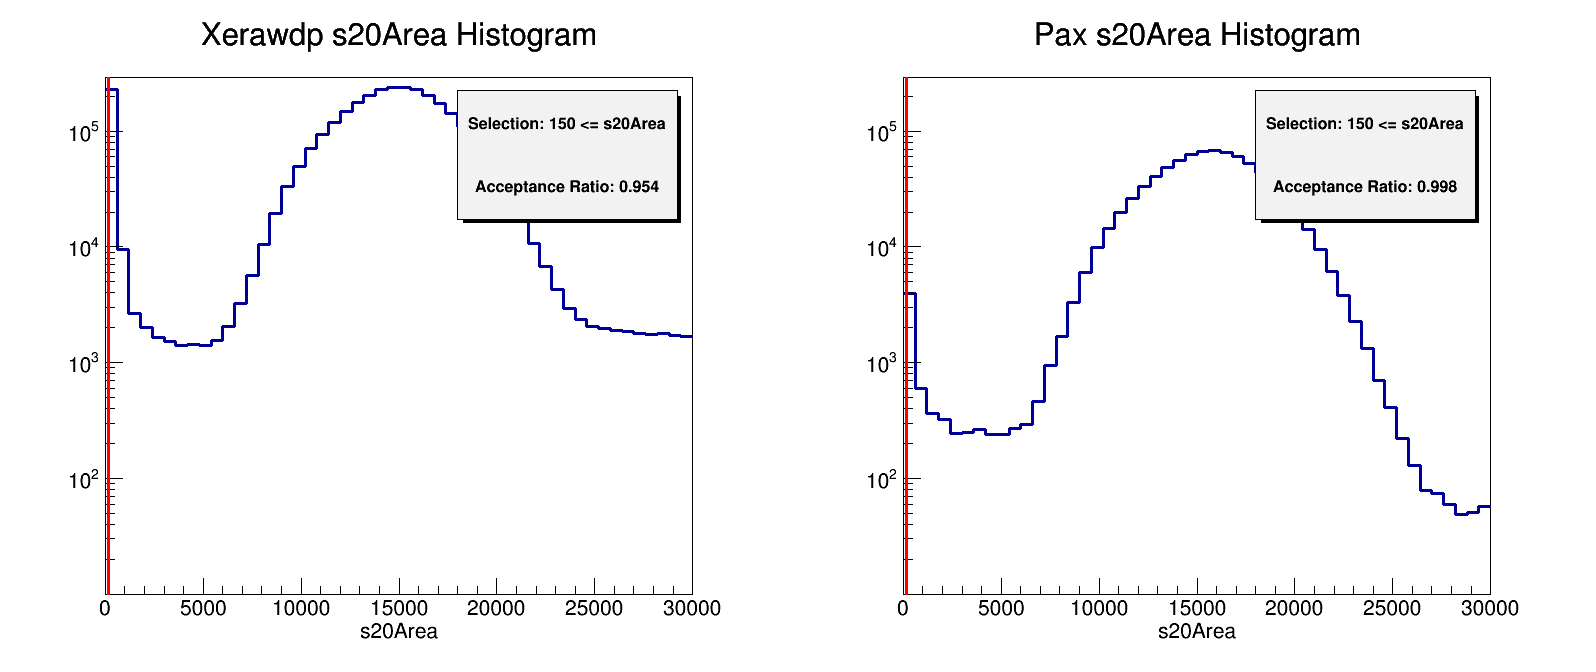 Xerawdp s20Area Histogram
Selection: 150 <= s20Area
Acceptance Ratio: 0.954
10^5
10^4
10^3
10^2
0 5000 10000 15000 20000 25000 30000
s20Area
Pax s20Area Histogram
Selection: 150 <= s20Area
Acceptance Ratio: 0.998
10^5
10^4
10^3
10^2
0 5000 10000 15000 20000 25000 30000
s20Area